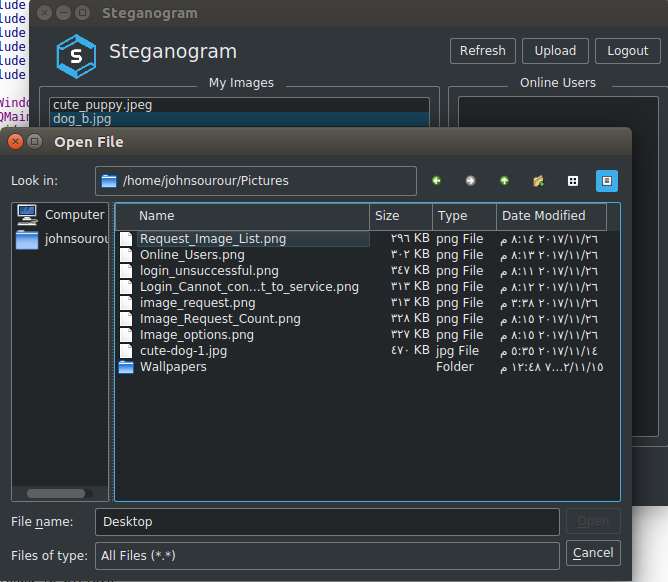 lude
lude
lude
lude
lude
Steganogram
S
Steganogram
Refresh
Upload
Logout
My Images
Online Users
Wind
QMain
cute_puppy.jpeg
dog_b.jpg
Open File
Look in:
/home/johnsourour/Pictures
Computer
johnsourou
Name Size Type Date Modified
Request_Image_List.png ٢٩٦ KB png File ٢٠١٧/١١/٢٦ ٨:١٤ م
Online_Users.png ٣٠٢ KB png File ٢٠١٧/١١/٢٦ ٨:١٣ م
login_unsuccessful.png ٣٤٧ KB png File ٢٠١٧/١١/٢٦ ٨:١١ م
Login_Cannot_con...t_to_service.png ٣١٣ KB png File ٢٠١٧/١١/٢٦ ٨:١٢ م
image_request.png ٣١٣ KB png File ٢٠١٧/١١/٢٦ ٣:٣٨ م
Image_Request_Count.png ٣٢٨ KB png File ٢٠١٧/١١/٢٦ ٨:١٥ م
Image_options.png ٣٢٧ KB png File ٢٠١٧/١١/٢٦ ٨:١٥ م
cute-dog-1.jpg ٤٧٠ KB jpg File ٢٠١٧/١١/١٤ ٥:٣٥ م
Wallpapers Folder ٧...٢/١١/١٥ ١٢:٤٨ م
File name:
Desktop
Open
Files of type:
All Files (*.*)
Cancel